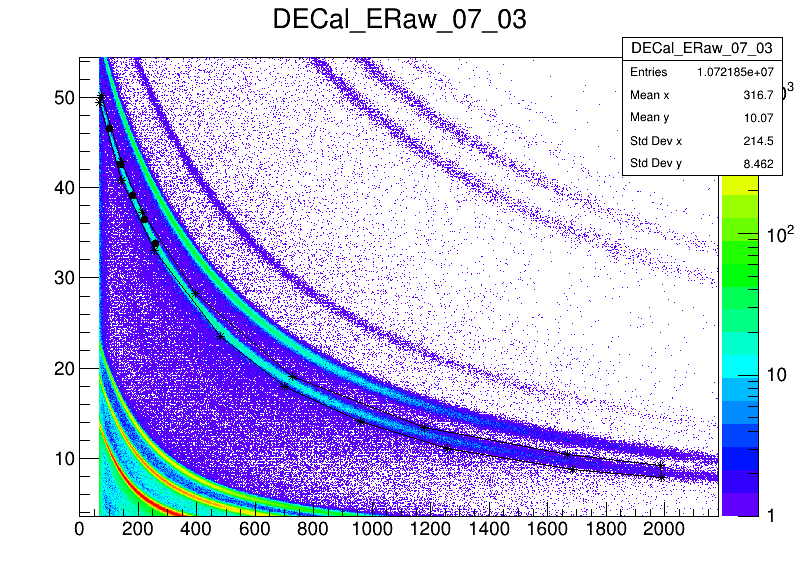 DECal_ERaw_07_03
DECal_ERaw_07_03
Entries 1.072185e+07
Mean x 316.7
Mean y 10.07
Std Dev x 214.5
Std Dev y 8.462
50
40
30
20
10
0 200 400 600 800 1000 1200 1400 1600 1800 2000
10²
10
1